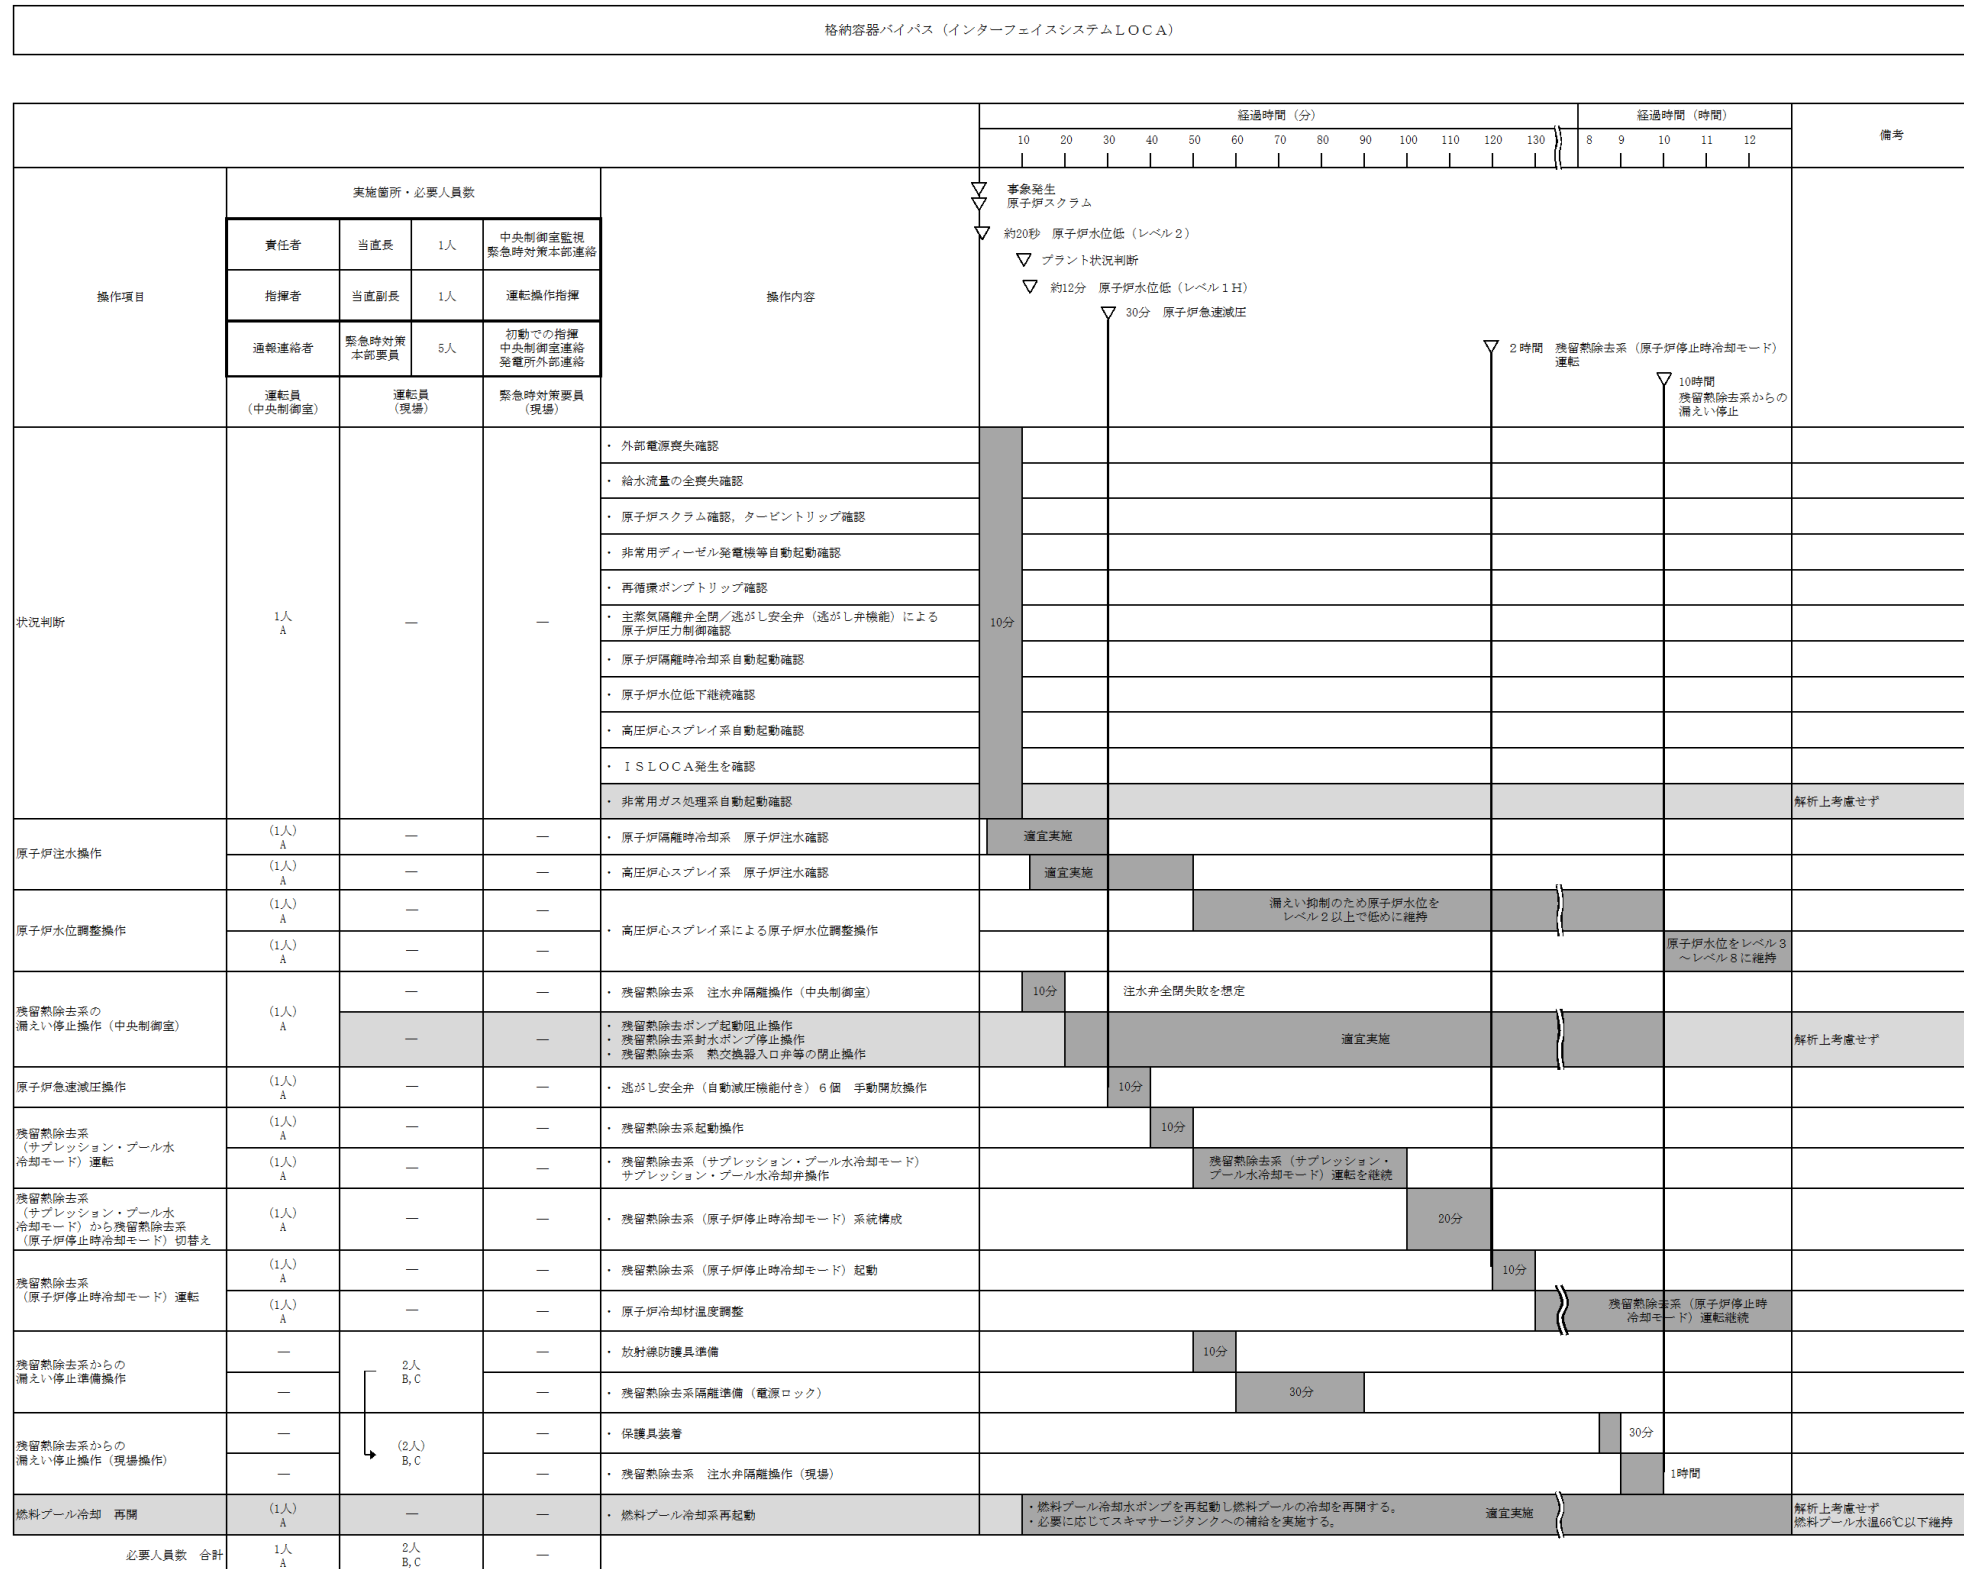 格納容器バイパス（インターフェイスシステムＬＯＣＡ）
経過時間（分）
経過時間（時間）
備考
10 20 30 40 50 60 70 80 90 100 110 120 130 8 9 10 11 12
操作項目
実施箇所・必要人員数
操作内容
責任者 当直長 1人
中央制御室監視
緊急時対策本部連絡
指揮者 当直副長 1人 運転操作指揮
通報連絡者
緊急時対策
本部要員
5人
初動での指揮
中央制御室連絡
発電所外部連絡
運転員
（中央制御室）
運転員
（現場）
緊急時対策要員
（現場）
事象発生
原子炉スクラム
約20秒　原子炉水位低（レベル２）
プラント状況判断
約12分　原子炉水位低（レベル１Ｈ）
30分　原子炉急速減圧
２時間　残留熱除去系（原子炉停止時冷却モード）
運転
10時間
残留熱除去系からの
漏えい停止
状況判断
1人
A
―
―
・ 外部電源喪失確認
・ 給水流量の全喪失確認
・ 原子炉スクラム確認，タービントリップ確認
・ 非常用ディーゼル発電機等自動起動確認
・ 再循環ポンプトリップ確認
・ 主蒸気隔離弁全閉／逃がし安全弁（逃がし弁機能）による
原子炉圧力制御確認
・ 原子炉隔離時冷却系自動起動確認
・ 原子炉水位低下継続確認
・ 高圧炉心スプレイ系自動起動確認
・ ＩＳＬＯＣＡ発生を確認
・ 非常用ガス処理系自動起動確認
10分
解析上考慮せず
原子炉注水操作
（1人）
A
―
―
・ 原子炉隔離時冷却系　原子炉注水確認
適宜実施
（1人）
A
―
―
・ 高圧炉心スプレイ系　原子炉注水確認
適宜実施
原子炉水位調整操作
（1人）
A
―
―
・ 高圧炉心スプレイ系による原子炉水位調整操作
漏えい抑制のため原子炉水位を
レベル２以上で低めに維持
（1人）
A
―
―
原子炉水位をレベル３
～レベル８に維持
残留熱除去系の
漏えい停止操作（中央制御室）
（1人）
A
―
―
・ 残留熱除去系　注水弁隔離操作（中央制御室）
10分
注水弁全閉失敗を想定
―
―
・ 残留熱除去ポンプ起動阻止操作
・ 残留熱除去系封水ポンプ停止操作
・ 残留熱除去系　熱交換器入口弁等の閉止操作
適宜実施
解析上考慮せず
原子炉急速減圧操作
（1人）
A
―
―
・ 逃がし安全弁（自動減圧機能付き）６個　手動開放操作
10分
残留熱除去系
（サプレッション・プール水
冷却モード）運転
（1人）
A
―
―
・ 残留熱除去系起動操作
10分
（1人）
A
―
―
・ 残留熱除去系（サプレッション・プール水冷却モード）
サプレッション・プール水冷却弁操作
残留熱除去系（サプレッション・
プール水冷却モード）運転を継続
残留熱除去系
（サプレッション・プール水
冷却モード）から残留熱除去系
（原子炉停止時冷却モード）切替え
（1人）
A
―
―
・ 残留熱除去系（原子炉停止時冷却モード）系統構成
20分
残留熱除去系
（原子炉停止時冷却モード）運転
（1人）
A
―
―
・ 残留熱除去系（原子炉停止時冷却モード）起動
10分
（1人）
A
―
―
・ 原子炉冷却材温度調整
残留熱除去系（原子炉停止時
冷却モード）運転継続
残留熱除去系からの
漏えい停止準備操作
―
2人
B,C
―
・ 放射線防護具準備
10分
―
―
・ 残留熱除去系隔離準備（電源ロック）
30分
残留熱除去系からの
漏えい停止操作（現場操作）
―
（2人）
B,C
―
・ 保護具装着
30分
―
―
・ 残留熱除去系　注水弁隔離操作（現場）
1時間
燃料プール冷却　再開
（1人）
A
―
―
・ 燃料プール冷却系再起動
・燃料プール冷却水ポンプを再起動し燃料プールの冷却を再開する。
・必要に応じてスキマサージタンクへの補給を実施する。
適宜実施
解析上考慮せず
燃料プール水温66℃以下維持
必要人員数　合計
1人
A
2人
B,C
―